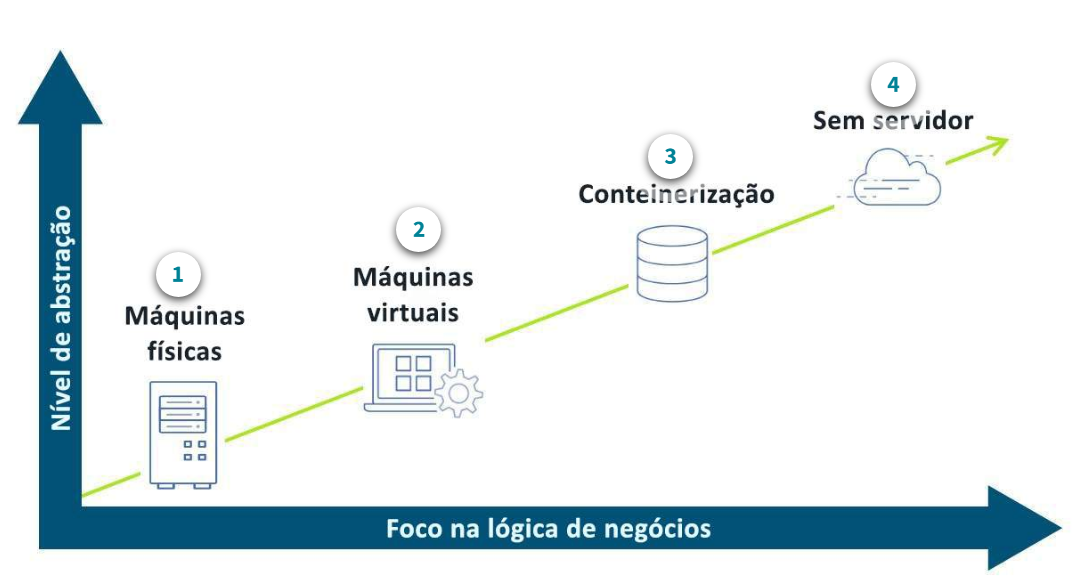 4
Sem servidor
3
Conteinerização
2
Máquinas
virtuais
1
Máquinas
físicas
Nível de abstração
Foco na lógica de negócios